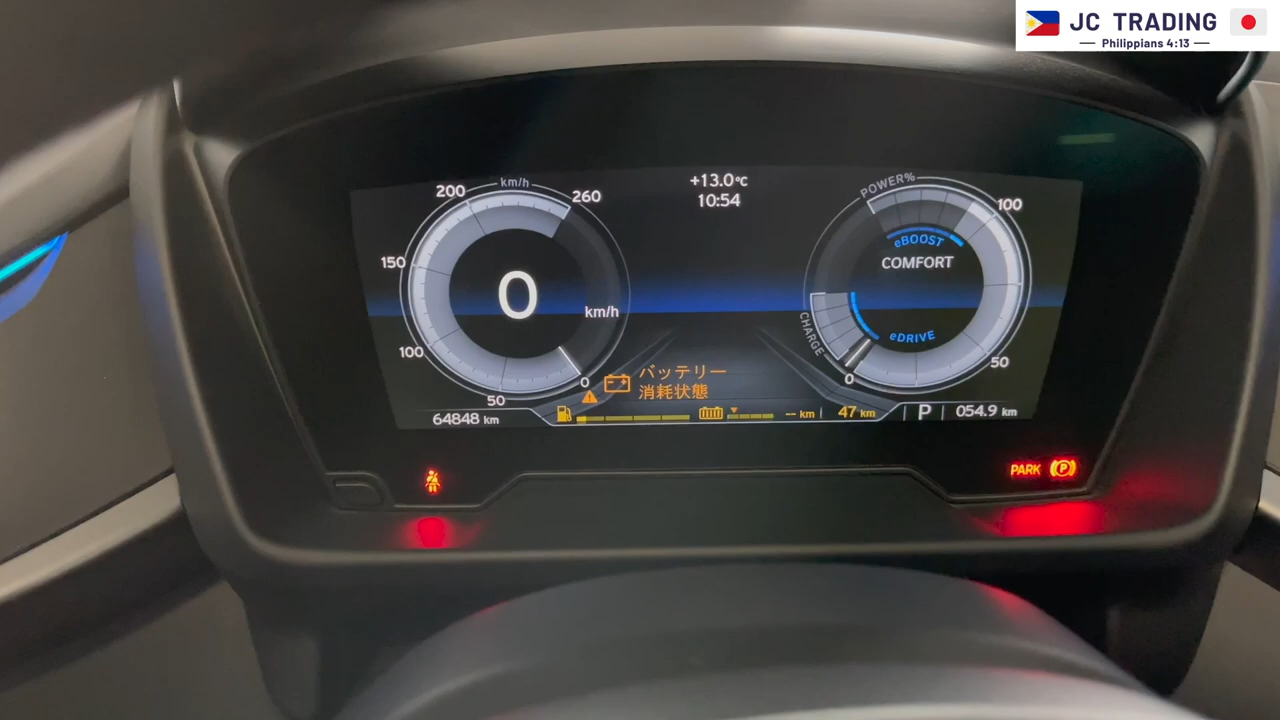 JC TRADING
Philippians 4:13
+13.0°C
10:54
km/h
200
260
150
100
50
0
0
km/h
POWER%
100
50
0
CHARGE
eBOOST
COMFORT
eDRIVE
バッテリー
消耗状態
64848 km
-- km
47 km
P
054.9 km
PARK
P